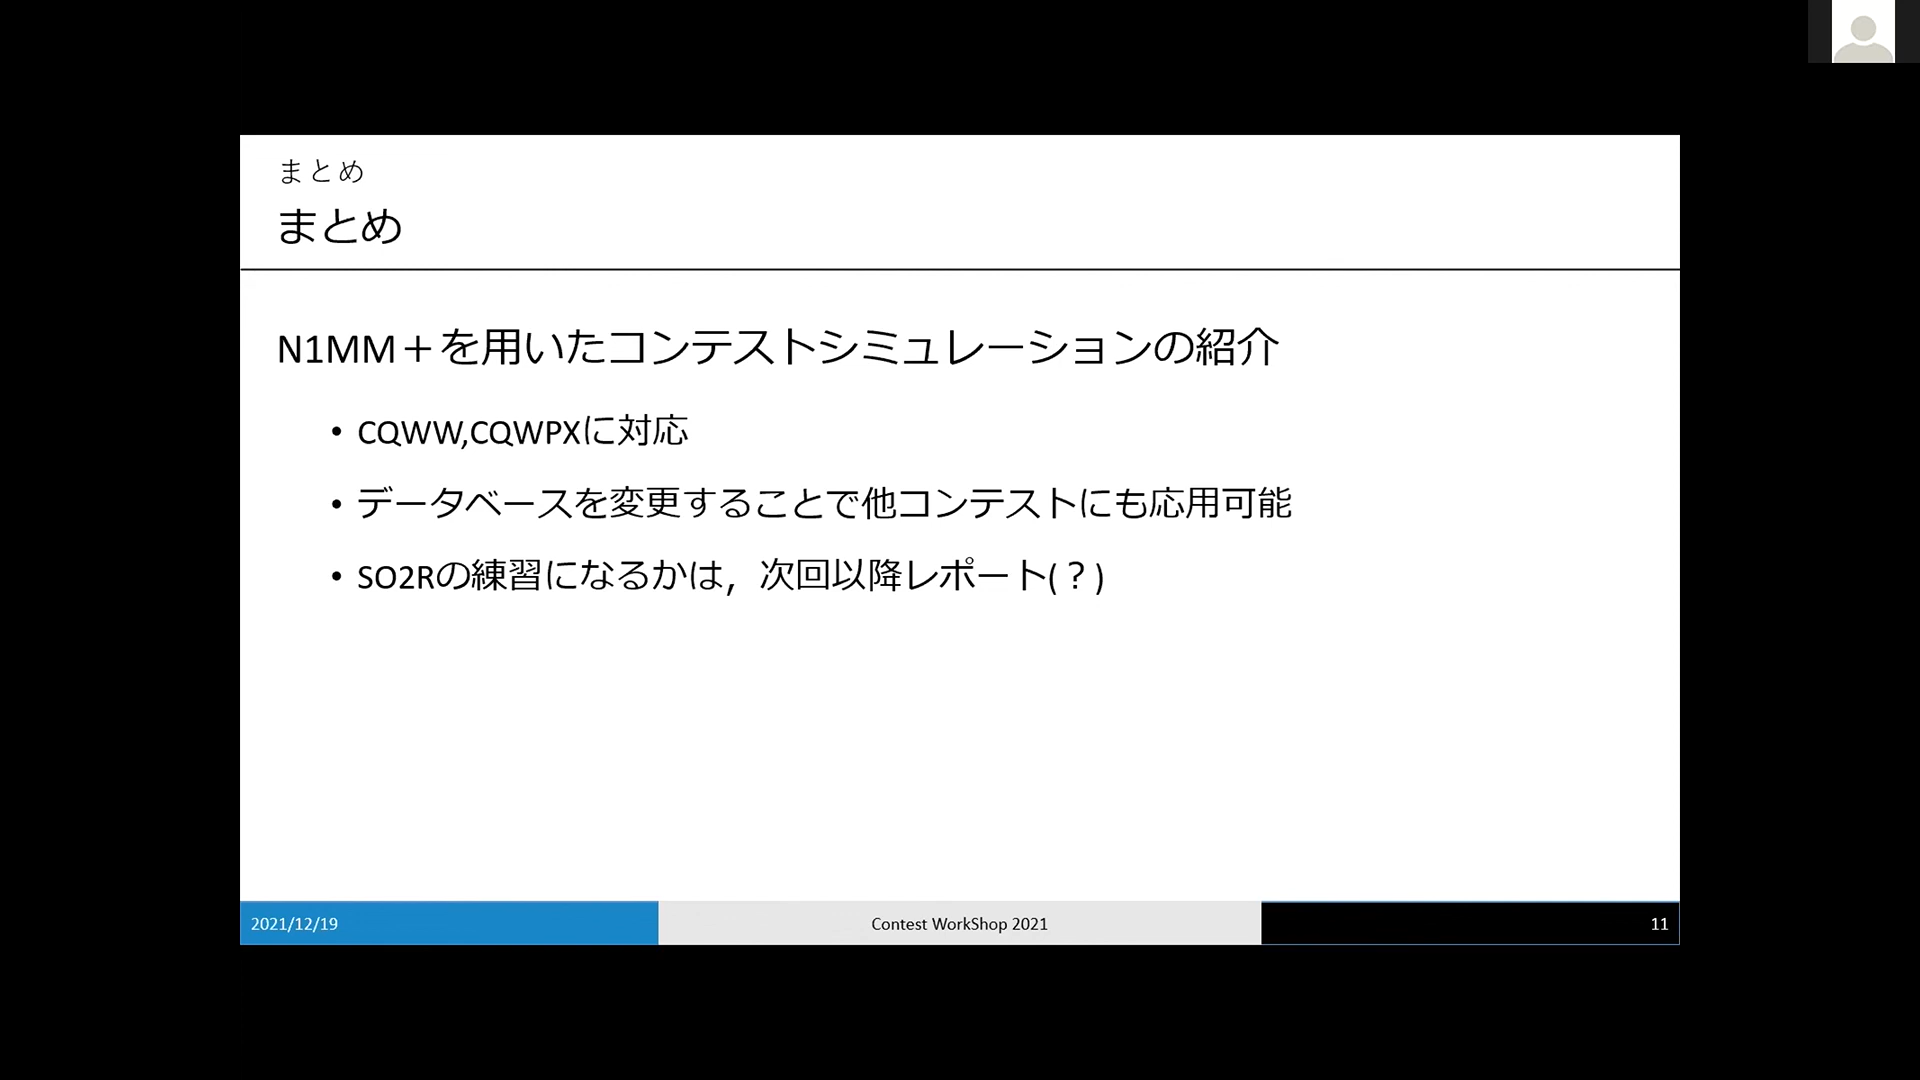 まとめ
まとめ
N1MM＋を用いたコンテストシミュレーションの紹介
• CQWW,CQWPXに対応
• データベースを変更することで他コンテストにも応用可能
• SO2Rの練習になるかは，次回以降レポート(？)
2021/12/19
Contest WorkShop 2021
11